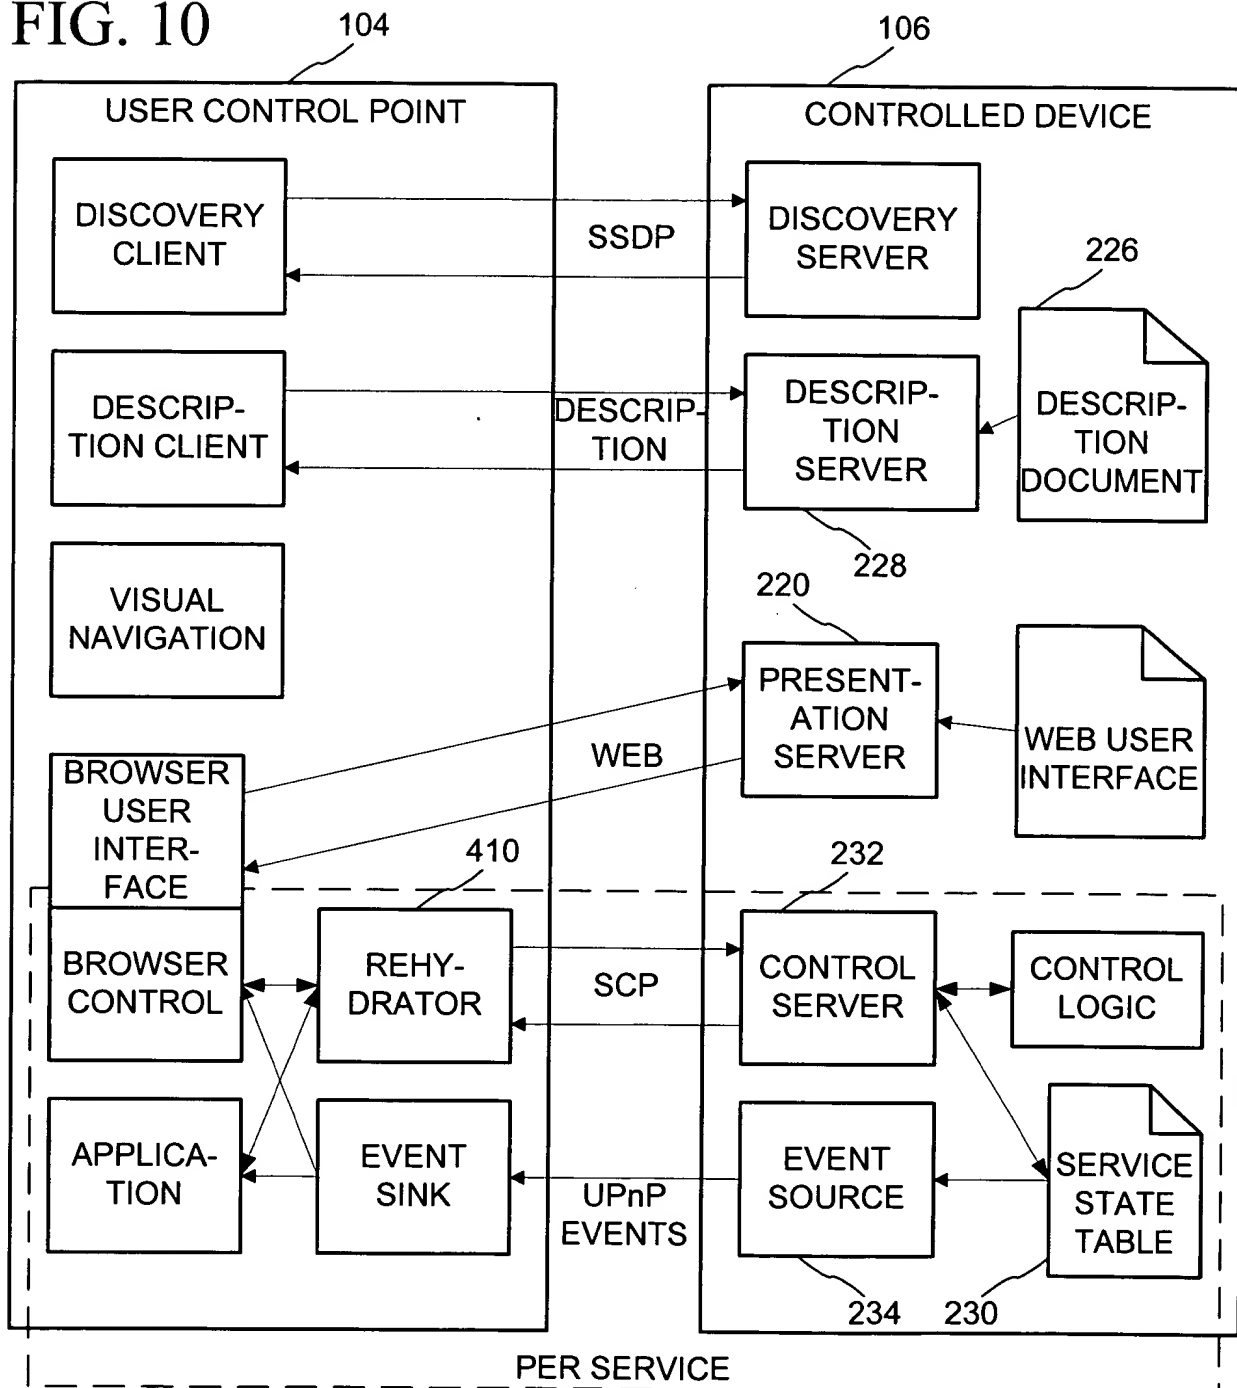 FIG. 10
104
106
USER CONTROL POINT
CONTROLLED DEVICE
DISCOVERY
CLIENT
SSDP
DISCOVERY
SERVER
226
DESCRIP-
TION CLIENT
DESCRIP-
TION
DESCRIP-
TION
SERVER
DESCRIP-
TION
DOCUMENT
228
VISUAL
NAVIGATION
220
PRESENT-
ATION
SERVER
WEB USER
INTERFACE
WEB
BROWSER
USER
INTER-
FACE
410
232
BROWSER
CONTROL
REHY-
DRATOR
SCP
CONTROL
SERVER
CONTROL
LOGIC
APPLICA-
TION
EVENT
SINK
UPnP
EVENTS
EVENT
SOURCE
SERVICE
STATE
TABLE
234
230
PER SERVICE